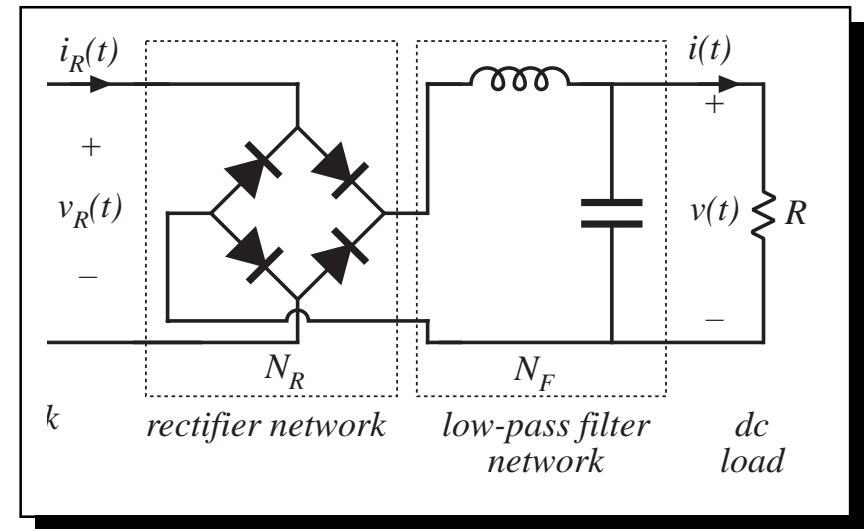 i_R(t)
i(t)
+
+
v_R(t)
v(t)
R
–
–
N_R
N_F
k
rectifier network
low-pass filter
network
dc
load